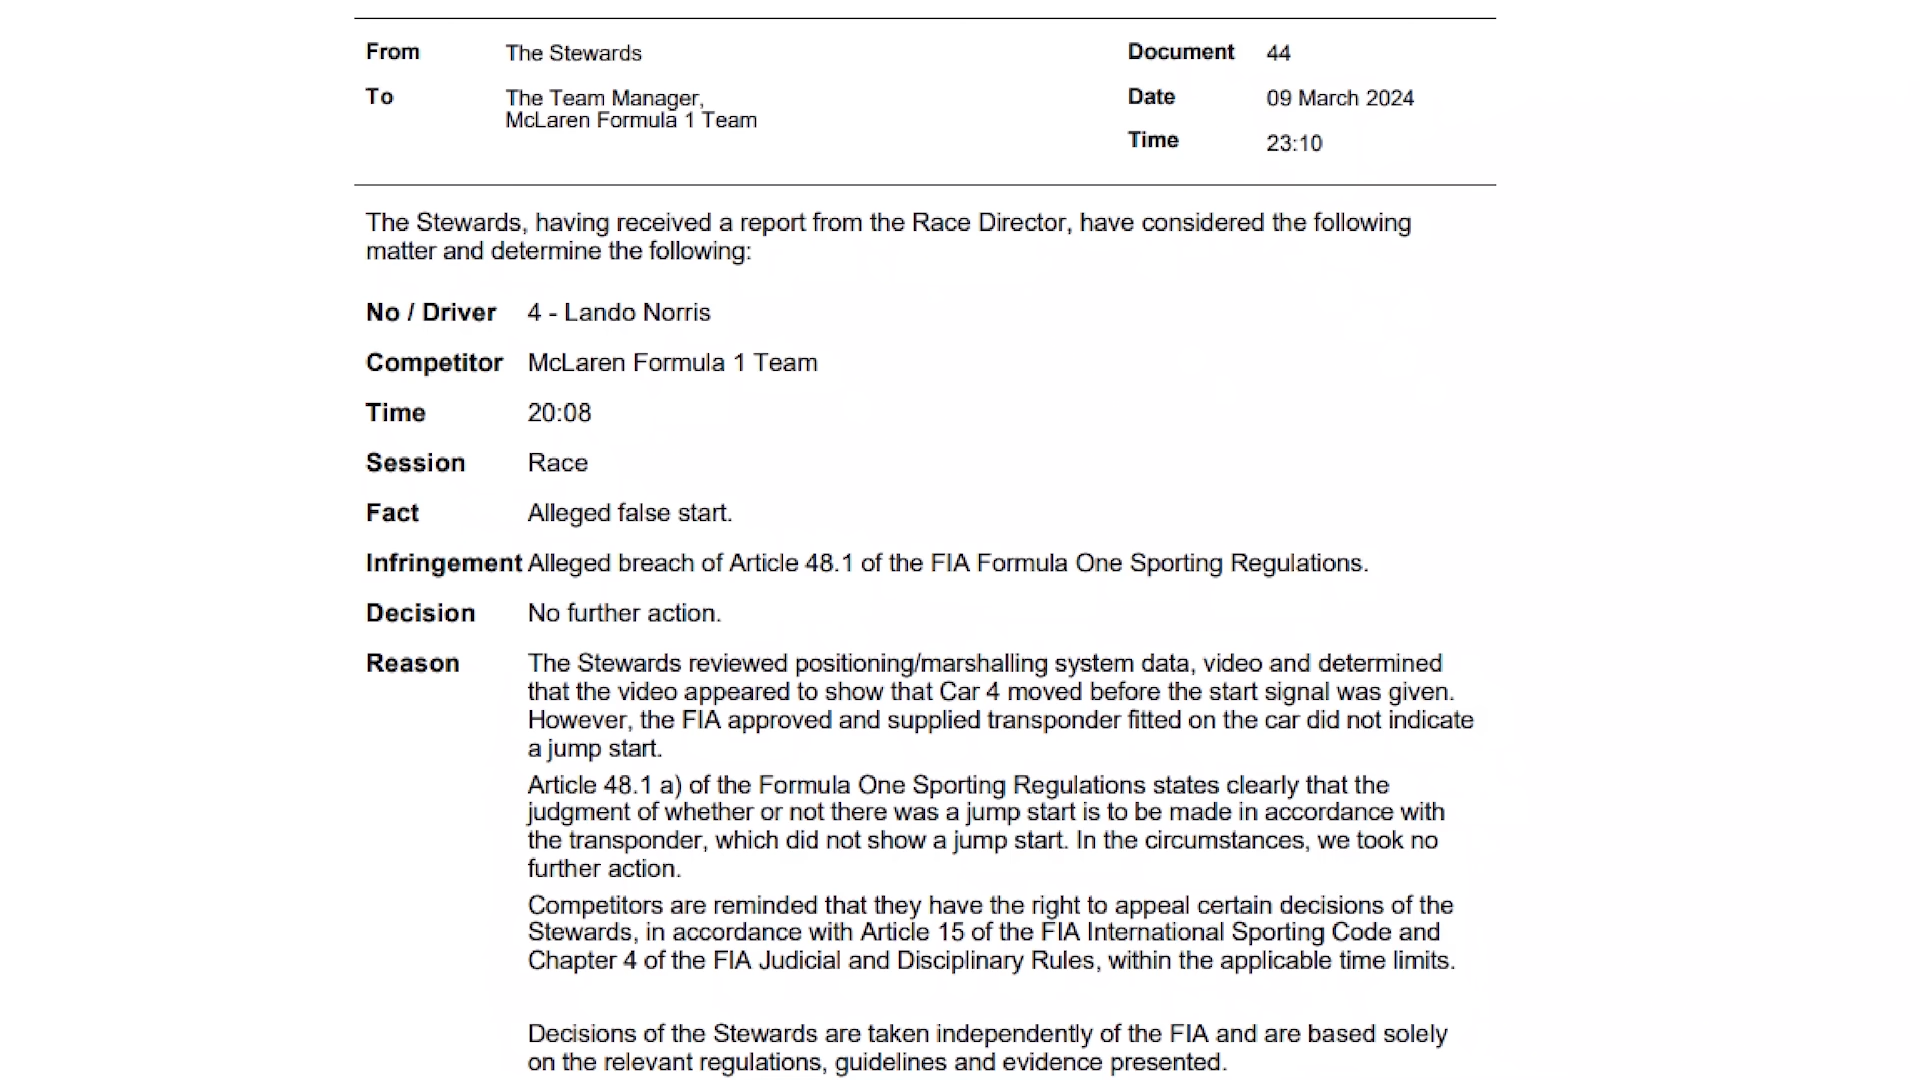 From The Stewards Document 44
To The Team Manager, Date 09 March 2024
McLaren Formula 1 Team
Time 23:10
The Stewards, having received a report from the Race Director, have considered the following
matter and determine the following:
No / Driver 4 - Lando Norris
Competitor McLaren Formula 1 Team
Time 20:08
Session Race
Fact Alleged false start.
Infringement Alleged breach of Article 48.1 of the FIA Formula One Sporting Regulations.
Decision No further action.
Reason The Stewards reviewed positioning/marshalling system data, video and determined
that the video appeared to show that Car 4 moved before the start signal was given.
However, the FIA approved and supplied transponder fitted on the car did not indicate
a jump start.
Article 48.1 a) of the Formula One Sporting Regulations states clearly that the
judgment of whether or not there was a jump start is to be made in accordance with
the transponder, which did not show a jump start. In the circumstances, we took no
further action.
Competitors are reminded that they have the right to appeal certain decisions of the
Stewards, in accordance with Article 15 of the FIA International Sporting Code and
Chapter 4 of the FIA Judicial and Disciplinary Rules, within the applicable time limits.
Decisions of the Stewards are taken independently of the FIA and are based solely
on the relevant regulations, guidelines and evidence presented.